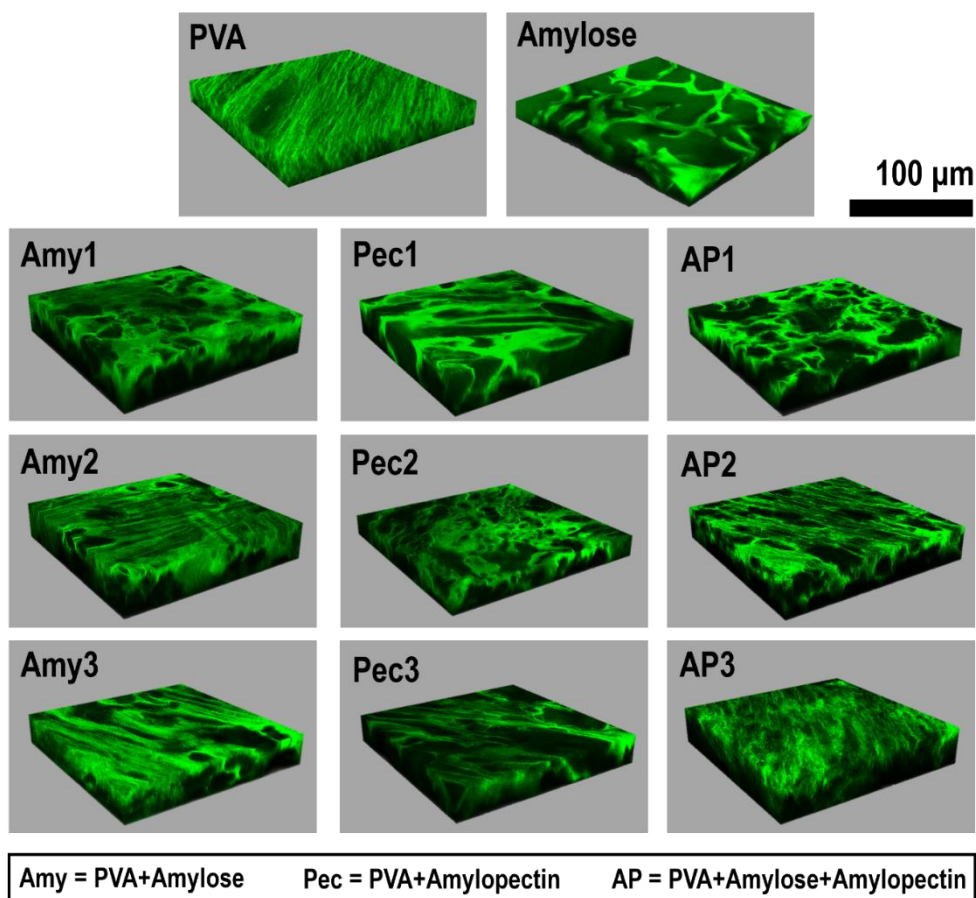 PVA
Amylose
100 µm
Amy1
Pec1
AP1
Amy2
Pec2
AP2
Amy3
Pec3
AP3
Amy = PVA+Amylose
Pec = PVA+Amylopectin
AP = PVA+Amylose+Amylopectin